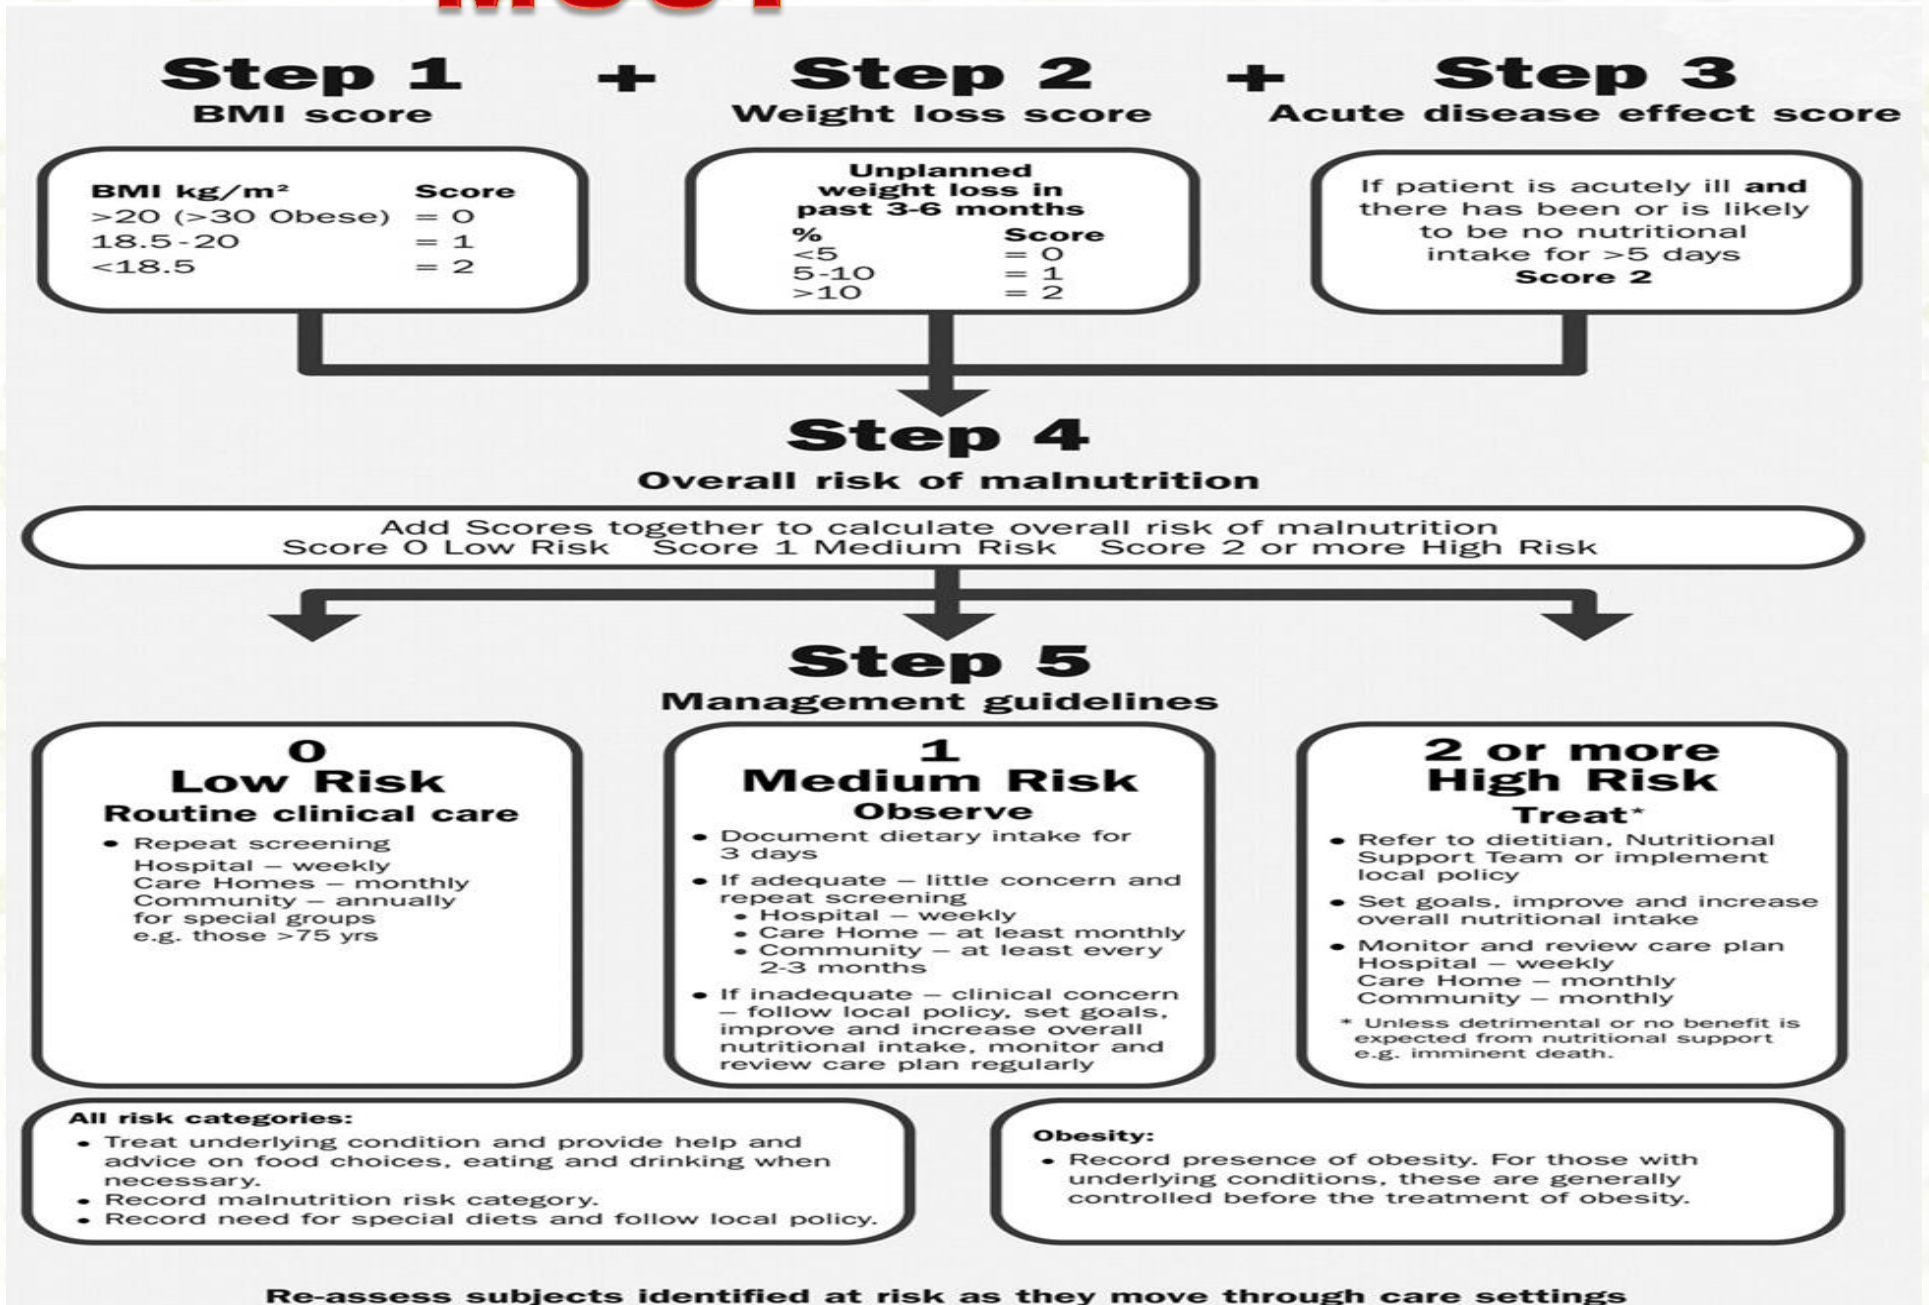 MUST
Step 1 + Step 2 + Step 3
BMI score
Weight loss score
Acute disease effect score
BMI kg/m² Score
>20 (>30 Obese) = 0
18.5-20 = 1
<18.5 = 2
Unplanned
weight loss in
past 3-6 months
% Score
<5 = 0
5-10 = 1
>10 = 2
If patient is acutely ill and
there has been or is likely
to be no nutritional
intake for >5 days
Score 2
Step 4
Overall risk of malnutrition
Add Scores together to calculate overall risk of malnutrition
Score 0 Low Risk Score 1 Medium Risk Score 2 or more High Risk
Step 5
Management guidelines
0
Low Risk
Routine clinical care
• Repeat screening
Hospital – weekly
Care Homes – monthly
Community – annually
for special groups
e.g. those >75 yrs
1
Medium Risk
Observe
• Document dietary intake for
3 days
• If adequate – little concern and
repeat screening
• Hospital – weekly
• Care Home – at least monthly
• Community – at least every
2-3 months
• If inadequate – clinical concern
– follow local policy, set goals,
improve and increase overall
nutritional intake, monitor and
review care plan regularly
2 or more
High Risk
Treat*
• Refer to dietitian, Nutritional
Support Team or implement
local policy
• Set goals, improve and increase
overall nutritional intake
• Monitor and review care plan
Hospital – weekly
Care Home – monthly
Community – monthly
* Unless detrimental or no benefit is
expected from nutritional support
e.g. imminent death.
All risk categories:
• Treat underlying condition and provide help and
advice on food choices, eating and drinking when
necessary.
• Record malnutrition risk category.
• Record need for special diets and follow local policy.
Obesity:
• Record presence of obesity. For those with
underlying conditions, these are generally
controlled before the treatment of obesity.
Re-assess subjects identified at risk as they move through care settings